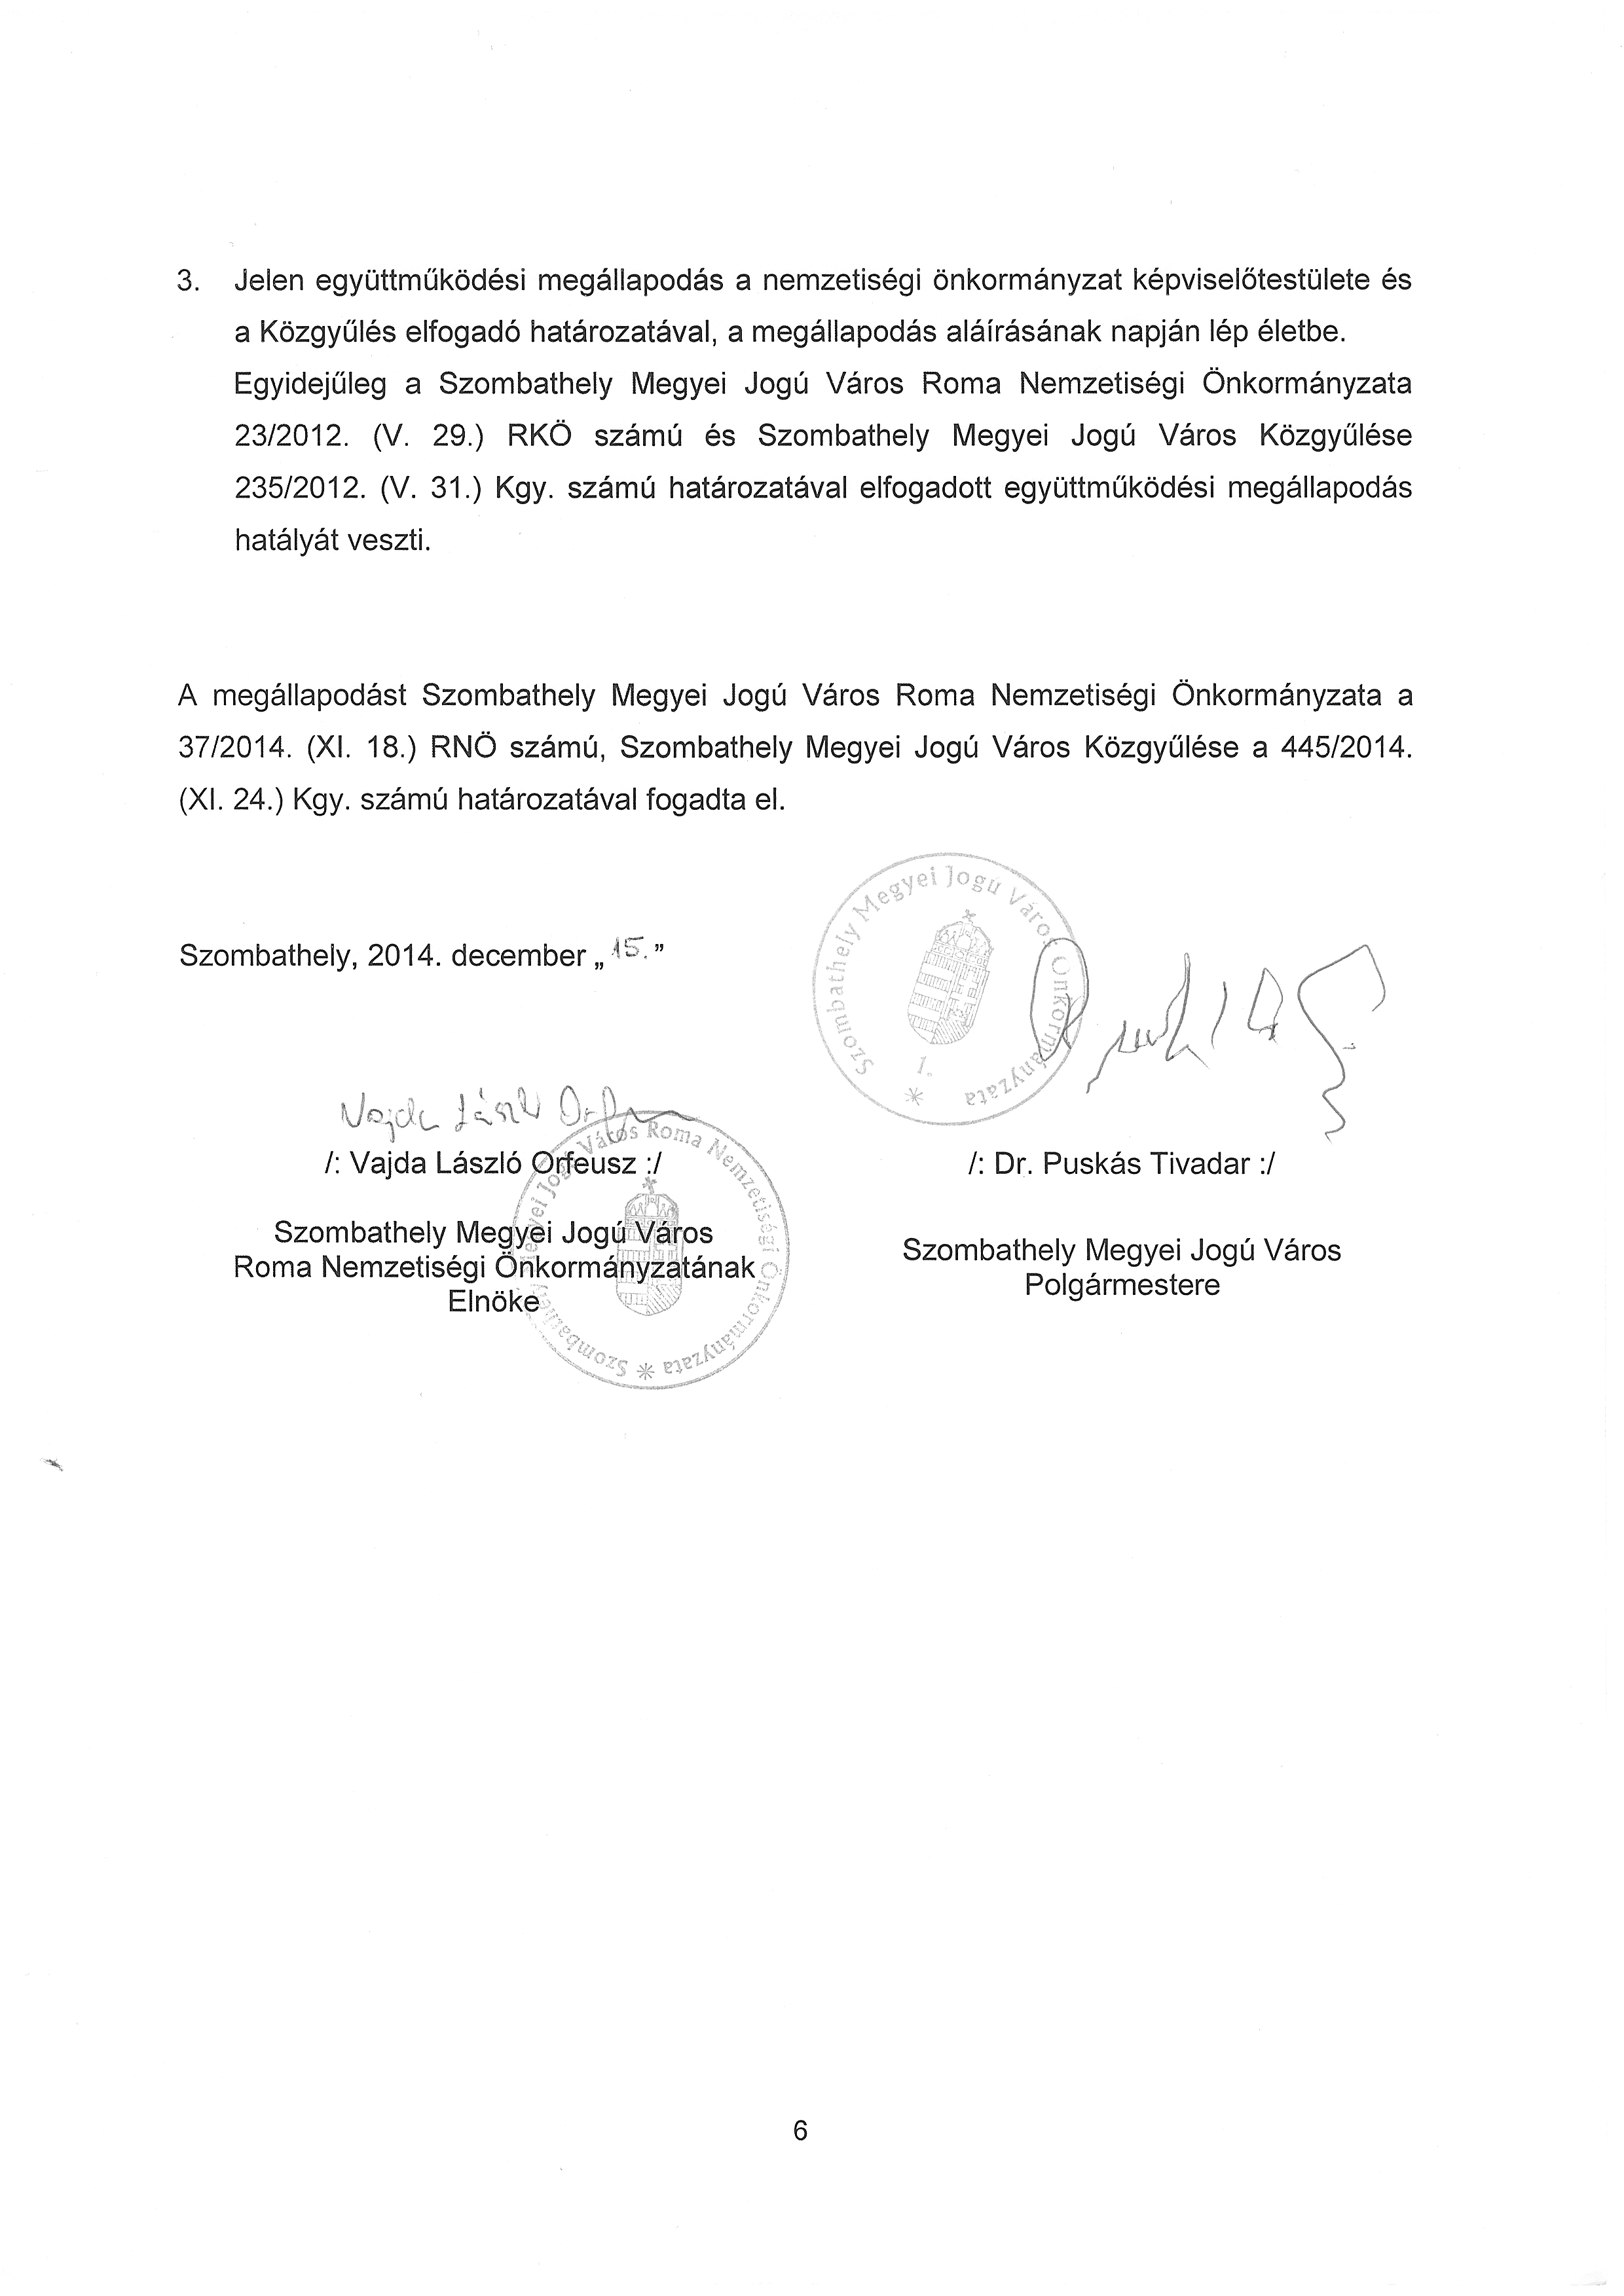 3. Jelen együttműködési megállapodás a nemzetiségi önkormányzat képviselőtestülete és
a Közgyűlés elfogadó határozatával, a megállapodás aláírásának napján lép életbe.
Egyidejűleg a Szombathely Megyei Jogú Város Roma Nemzetiségi Önkormányzata
23/2012. (V. 29.) RKÖ számú és Szombathely Megyei Jogú Város Közgyűlése
235/2012. (V. 31.) Kgy. számú határozatával elfogadott együttműködési megállapodás
hatályát veszti.
A megállapodást Szombathely Megyei Jogú Város Roma Nemzetiségi Önkormányzata a
37/2014. (XI. 18.) RNÖ számú, Szombathely Megyei Jogú Város Közgyűlése a 445/2014.
(XI. 24.) Kgy. számú határozatával fogadta el.
Szombathely Megyei Jogú Város Önkormányzata * 1.
Szombathely, 2014. december „ 15. ”
Vajda László
/: Vajda László Orfeusz :/
Szombathely Megyei Jogú Város
Roma Nemzetiségi Önkormányzatának
Elnöke
Szombathely Megyei Jogú Város Roma Nemzetiségi Önkormányzata *
/: Dr. Puskás Tivadar :/
Szombathely Megyei Jogú Város
Polgármestere
6